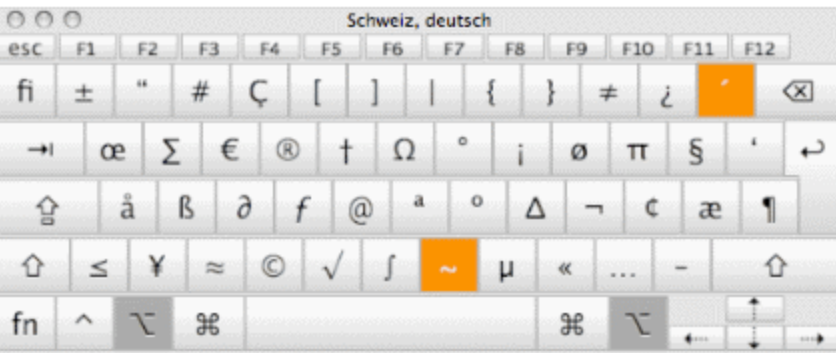 Schweiz, deutsch
esc F1 F2 F3 F4 F5 F6 F7 F8 F9 F10 F11 F12
ﬁ ± “ # Ç [ ] | { } ≠ ¿ ´ ⌫
⇥ œ ∑ € ® † Ω ° ¡ ø π § ‘ ↩
⇪ å ß ∂ ƒ @ ª º ∆ ¬ ¢ æ ¶
⇧ ≤ ¥ ≈ © √ ∫ ~ µ « … – ⇧
fn ^ ⌥ ⌘ ⌘ ⌥ ← ↑ ↓ →